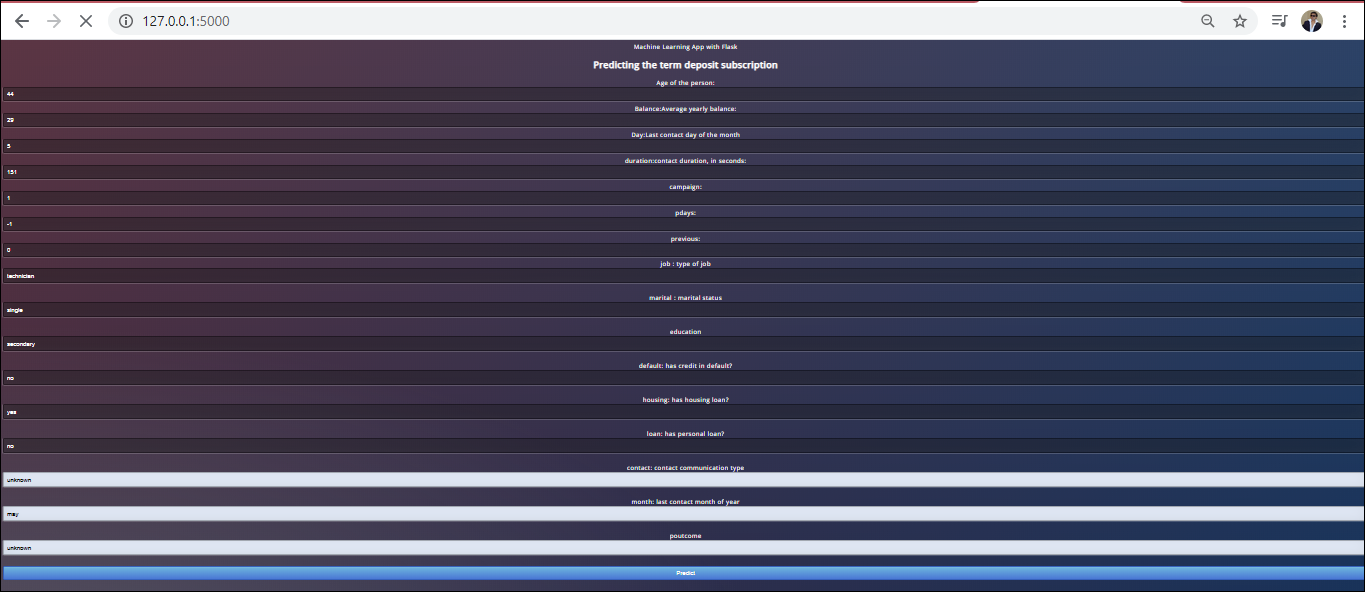 127.0.0.1:5000
Machine Learning App with Flask
Predicting the term deposit subscription
Age of the person:
44
Balance:Average yearly balance:
29
Day:Last contact day of the month
5
duration:contact duration, in seconds:
151
campaign:
1
pdays:
-1
previous:
0
job : type of job
technician
marital : marital status
single
education
secondary
default: has credit in default?
no
housing: has housing loan?
yes
loan: has personal loan?
no
contact: contact communication type
unknown
month: last contact month of year
may
poutcome
unknown
Predict